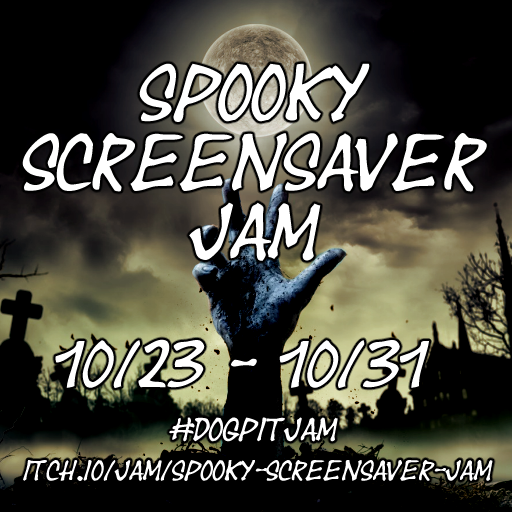 SPOOKY
SCREENSAVER
JAM
10/23 - 10/31
#DOGPITJAM
ITCH.IO/JAM/SPOOKY-SCREENSAVER-JAM